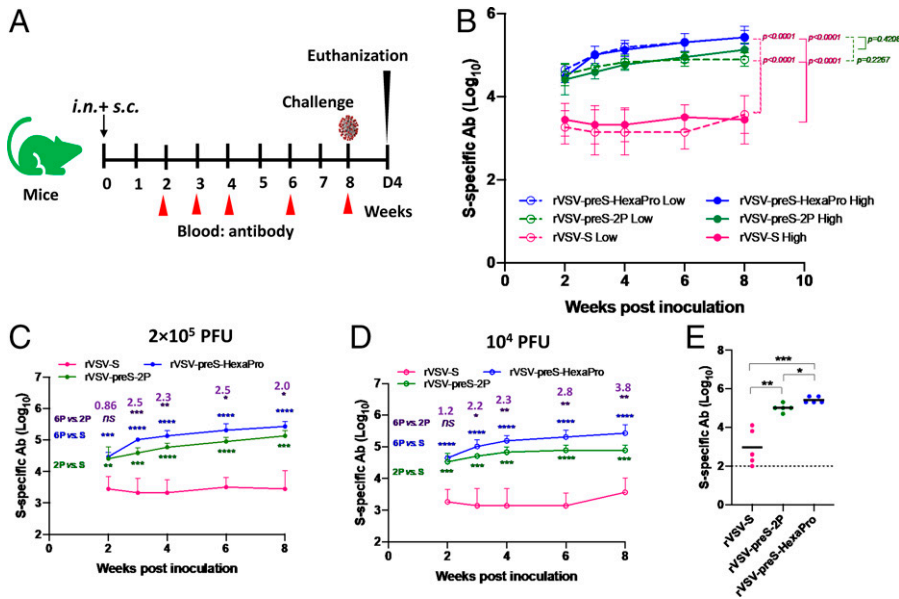 A
Euthanization
i.n.+ s.c.
Challenge
Mice
0 1 2 3 4 5 6 7 8 D4
Weeks
Blood: antibody
B
S-specific Ab (Log10)
6
5
4
3
2
p<0.0001 p<0.0001 p=0.4208
p<0.0001 p<0.0001 p=0.2267
rVSV-preS-HexaPro Low rVSV-preS-HexaPro High
rVSV-preS-2P Low rVSV-preS-2P High
rVSV-S Low rVSV-S High
0 2 4 6 8 10
Weeks post inoculation
C
2×10⁵ PFU
rVSV-S rVSV-preS-HexaPro
rVSV-preS-2P
S-specific Ab (Log10)
7
6
5
4
3
2
0.86 2.5 2.3 2.5 2.0
6P vs. 2P ns *** ** * *
6P vs. S *** **** **** **** ****
2P vs. S ** *** **** **** ****
0 2 4 6 8
Weeks post inoculation
D
10⁴ PFU
rVSV-S rVSV-preS-HexaPro
rVSV-preS-2P
S-specific Ab (Log10)
7
6
5
4
3
2
1.2 2.2 2.3 2.8 3.8
6P vs. 2P ns * ** ** **
6P vs. S **** **** **** **** ****
2P vs. S *** *** *** **** ***
0 2 4 6 8
Weeks post inoculation
E
S-specific Ab (Log10)
8
6
4
2
0
***
*
**
rVSV-S
rVSV-preS-2P
rVSV-preS-HexaPro